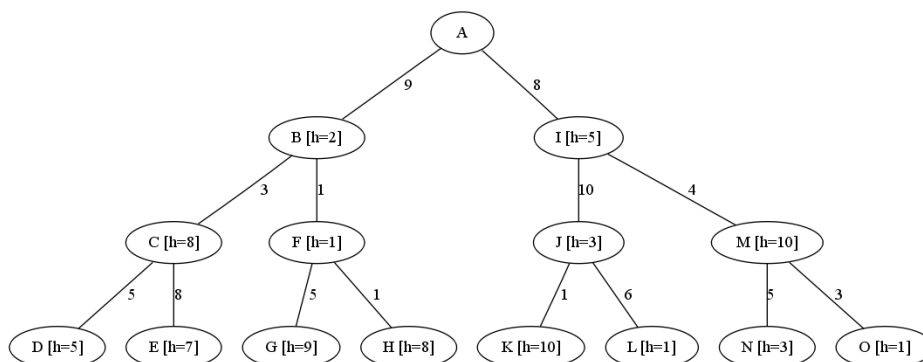 A
9
8
B [h=2]
I [h=5]
3
1
10
4
C [h=8]
F [h=1]
J [h=3]
M [h=10]
5
8
5
1
1
6
5
3
D [h=5]
E [h=7]
G [h=9]
H [h=8]
K [h=10]
L [h=1]
N [h=3]
O [h=1]